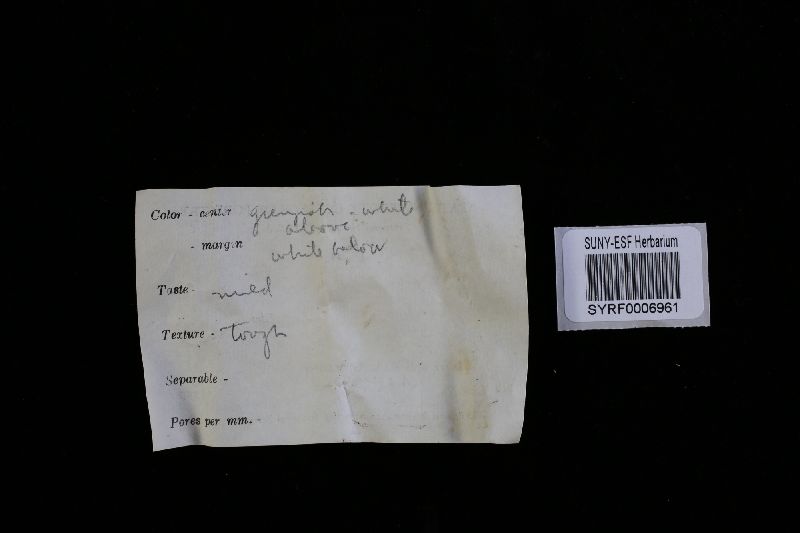 Color - center greyish - white
above
- margin white below
Taste - mild
Texture - tough
Separable -
Pores per mm. -
SUNY-ESF Herbarium
SYRF0006961